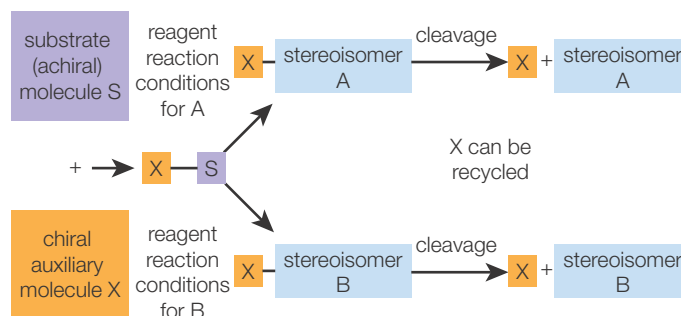 substrate
(achiral)
molecule S
reagent
reaction
conditions
for A
X
stereoisomer
A
cleavage
X
+
stereoisomer
A
+
X
S
X can be
recycled
chiral
auxiliary
molecule X
reagent
reaction
conditions
for B
X
stereoisomer
B
cleavage
X
+
stereoisomer
B